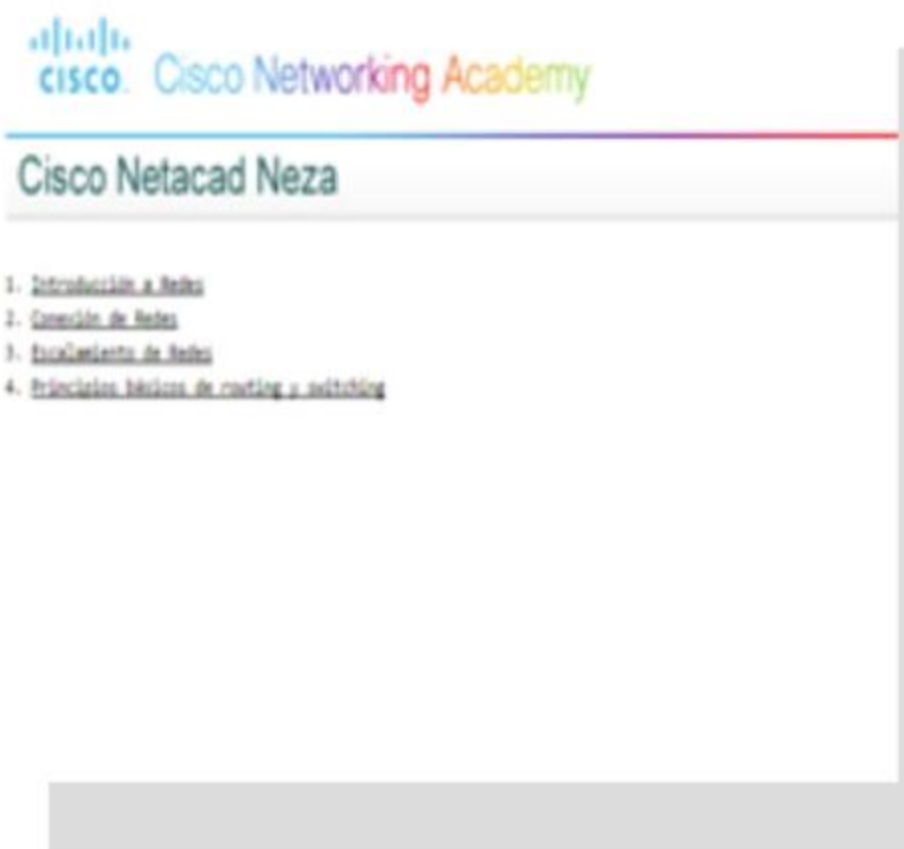 CISCO. Cisco Networking Academy
Cisco Netacad Neza
1. Introducción a Redes
2. Conexión de Redes
3. Escalamiento de Redes
4. Principios básicos de routing y switching